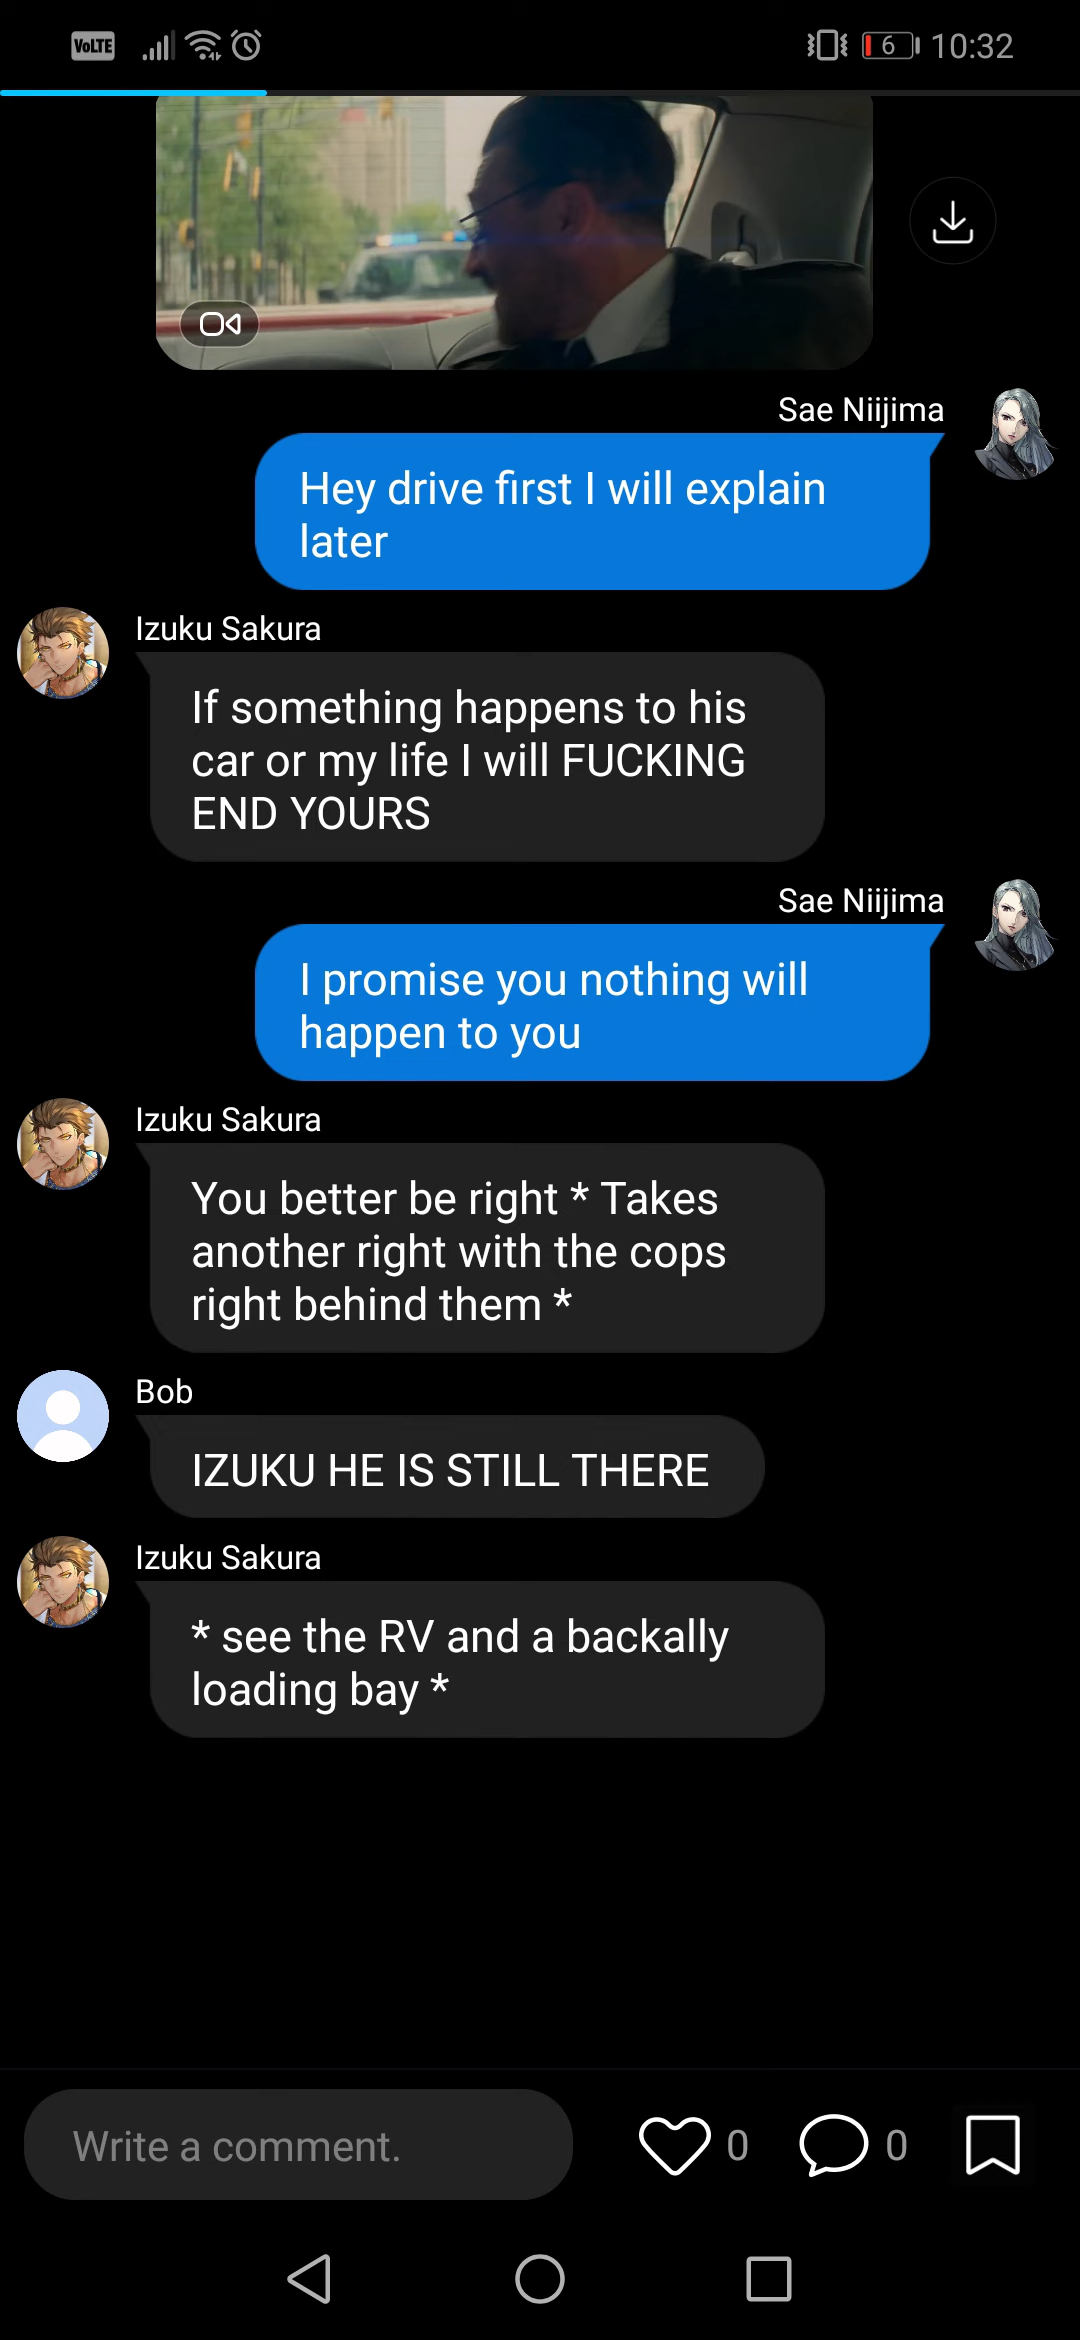 VoLTE 6 10:32
Sae Niijima
Hey drive first I will explain
later
Izuku Sakura
If something happens to his
car or my life I will FUCKING
END YOURS
Sae Niijima
I promise you nothing will
happen to you
Izuku Sakura
You better be right * Takes
another right with the cops
right behind them *
Bob
IZUKU HE IS STILL THERE
Izuku Sakura
* see the RV and a backally
loading bay *
Write a comment. 0 0